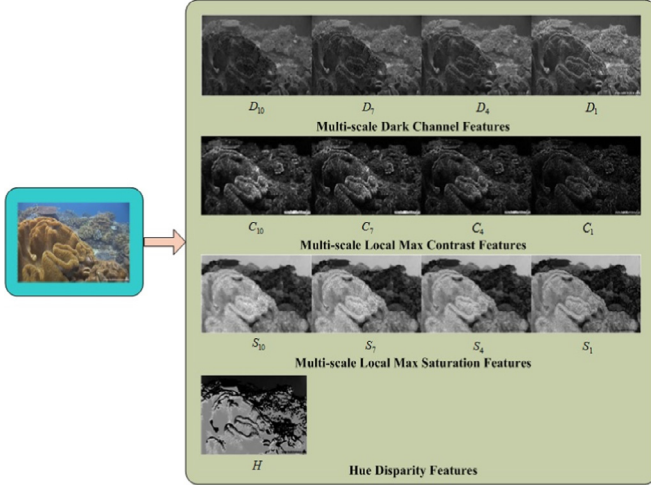 D10 D7 D4 D1
Multi-scale Dark Channel Features
C10 C7 C4 C1
Multi-scale Local Max Contrast Features
S10 S7 S4 S1
Multi-scale Local Max Saturation Features
H
Hue Disparity Features